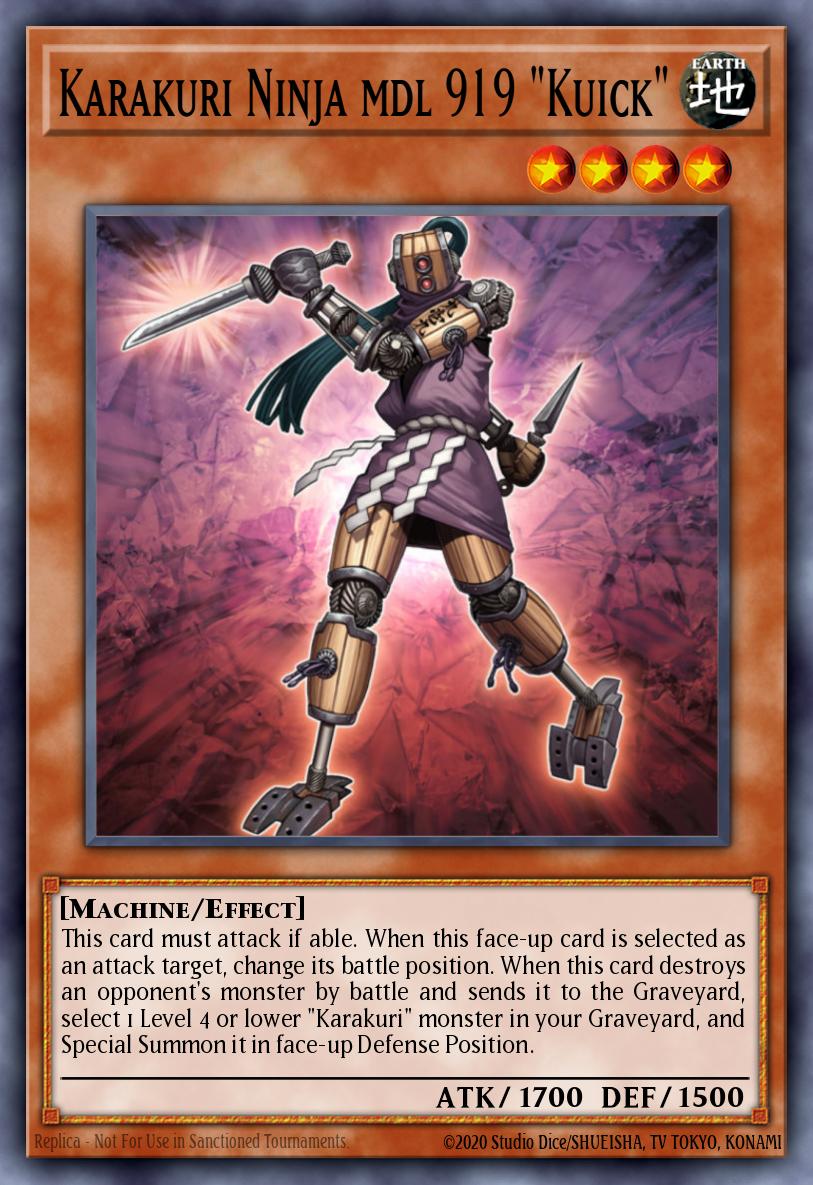 KARAKURI NINJA MDL 919 "KUICK"
EARTH
地
[MACHINE/EFFECT]
This card must attack if able. When this face-up card is selected as
an attack target, change its battle position. When this card destroys
an opponent's monster by battle and sends it to the Graveyard,
select 1 Level 4 or lower "Karakuri" monster in your Graveyard, and
Special Summon it in face-up Defense Position.
ATK/ 1700 DEF/ 1500
Replica - Not For Use in Sanctioned Tournaments.
©2020 Studio Dice/SHUEISHA, TV TOKYO, KONAMI